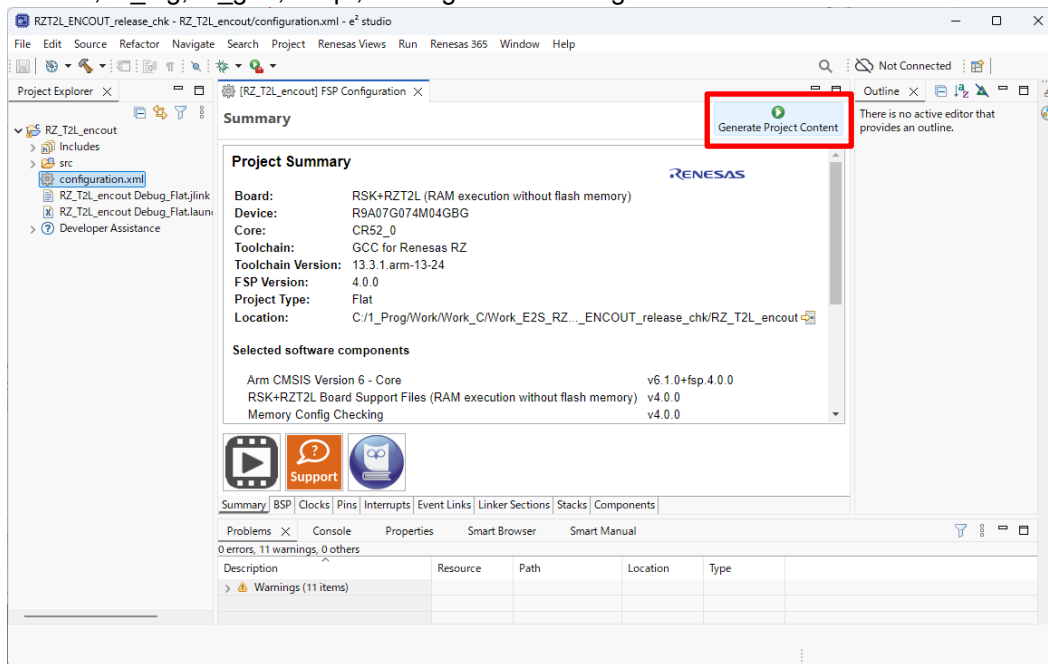 RZT2L_ENCOUT_release_chk - RZ_T2L_encout/configuration.xml - e² studio
File Edit Source Refactor Navigate Search Project Renesas Views Run Renesas 365 Window Help
Not Connected
Project Explorer
[RZ_T2L_encout] FSP Configuration
Outline
RZ_T2L_encout
Includes
src
configuration.xml
RZ_T2L_encout Debug_Flat.jlink
RZ_T2L_encout Debug_Flat.laun
Developer Assistance
Summary
Generate Project Content
There is no active editor that
provides an outline.
Project Summary
RENESAS
Board: RSK+RZT2L (RAM execution without flash memory)
Device: R9A07G074M04GBG
Core: CR52_0
Toolchain: GCC for Renesas RZ
Toolchain Version: 13.3.1.arm-13-24
FSP Version: 4.0.0
Project Type: Flat
Location: C:/1_Prog/Work/Work_C/Work_E2S_RZ..._ENCOUT_release_chk/RZ_T2L_encout
Selected software components
Arm CMSIS Version 6 - Core v6.1.0+fsp.4.0.0
RSK+RZT2L Board Support Files (RAM execution without flash memory) v4.0.0
Memory Config Checking v4.0.0
Support
Summary BSP Clocks Pins Interrupts Event Links Linker Sections Stacks Components
Problems Console Properties Smart Browser Smart Manual
0 errors, 11 warnings, 0 others
Description Resource Path Location Type
Warnings (11 items)